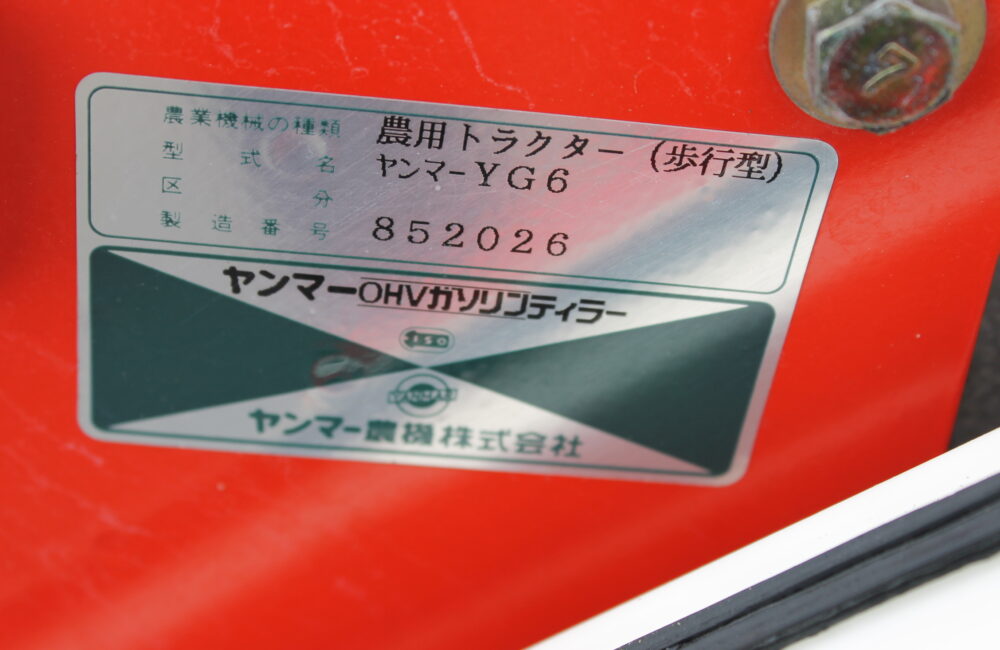 農業機械の種類 農用トラクター(歩行型)
型式名 ヤンマーYG6
区分
製造番号 852026
ヤンマーOHVガソリンティラー
ISO
ヤンマー農機株式会社
7